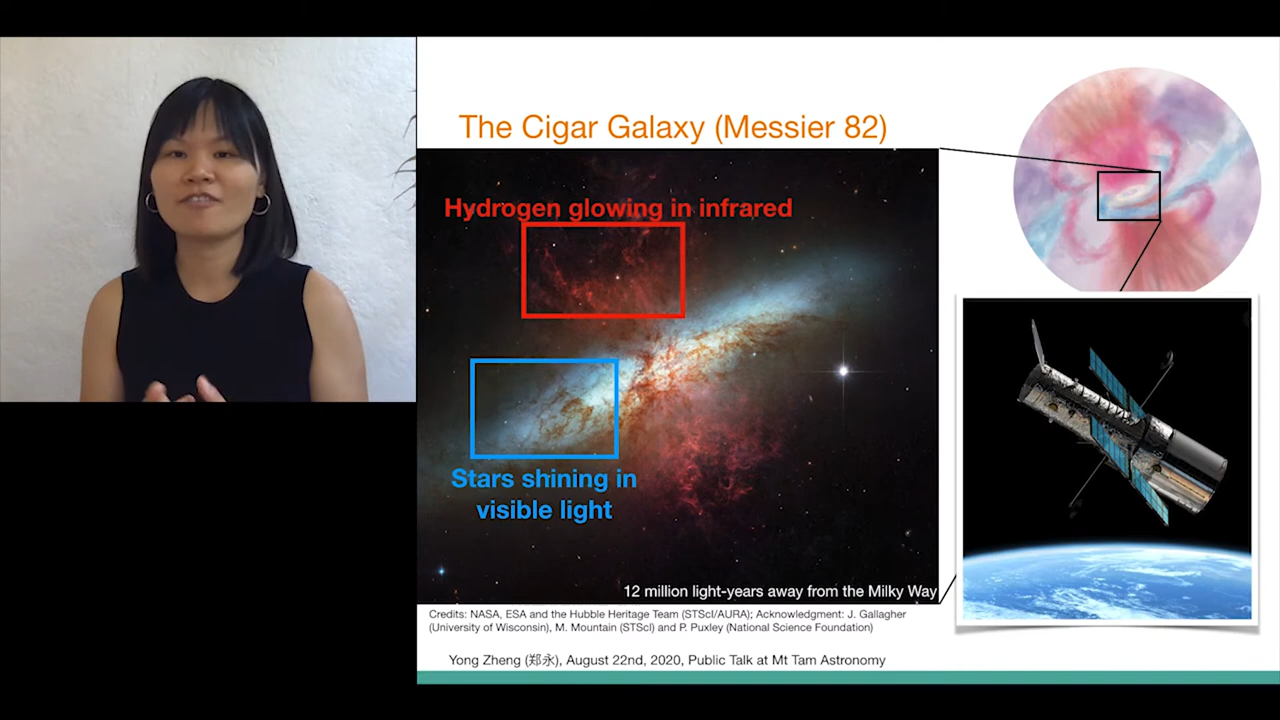 The Cigar Galaxy (Messier 82)
Hydrogen glowing in infrared
Stars shining in
visible light
12 million light-years away from the Milky Way
Credits: NASA, ESA and the Hubble Heritage Team (STScI/AURA); Acknowledgment: J. Gallagher
(University of Wisconsin), M. Mountain (STScI) and P. Puxley (National Science Foundation)
Yong Zheng (郑永), August 22nd, 2020, Public Talk at Mt Tam Astronomy